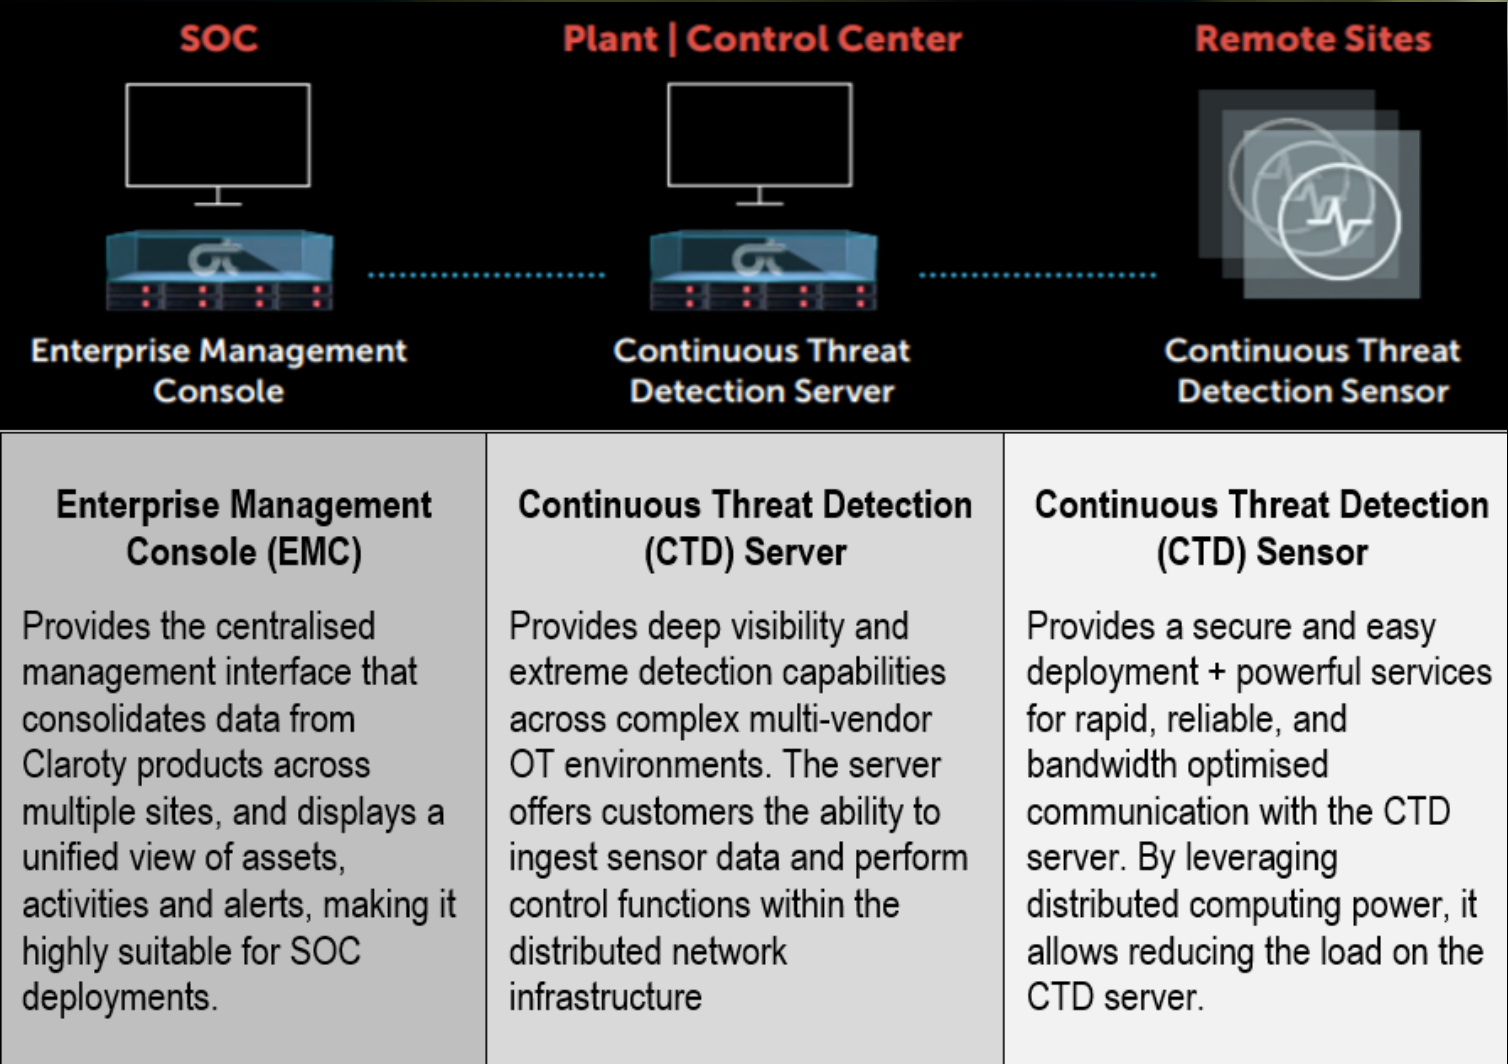 SOC
Plant | Control Center
Remote Sites
Enterprise Management
Console
Continuous Threat
Detection Server
Continuous Threat
Detection Sensor
Enterprise Management
Console (EMC)
Provides the centralised
management interface that
consolidates data from
Claroty products across
multiple sites, and displays a
unified view of assets,
activities and alerts, making it
highly suitable for SOC
deployments.
Continuous Threat Detection
(CTD) Server
Provides deep visibility and
extreme detection capabilities
across complex multi-vendor
OT environments. The server
offers customers the ability to
ingest sensor data and perform
control functions within the
distributed network
infrastructure
Continuous Threat Detection
(CTD) Sensor
Provides a secure and easy
deployment + powerful services
for rapid, reliable, and
bandwidth optimised
communication with the CTD
server. By leveraging
distributed computing power, it
allows reducing the load on the
CTD server.